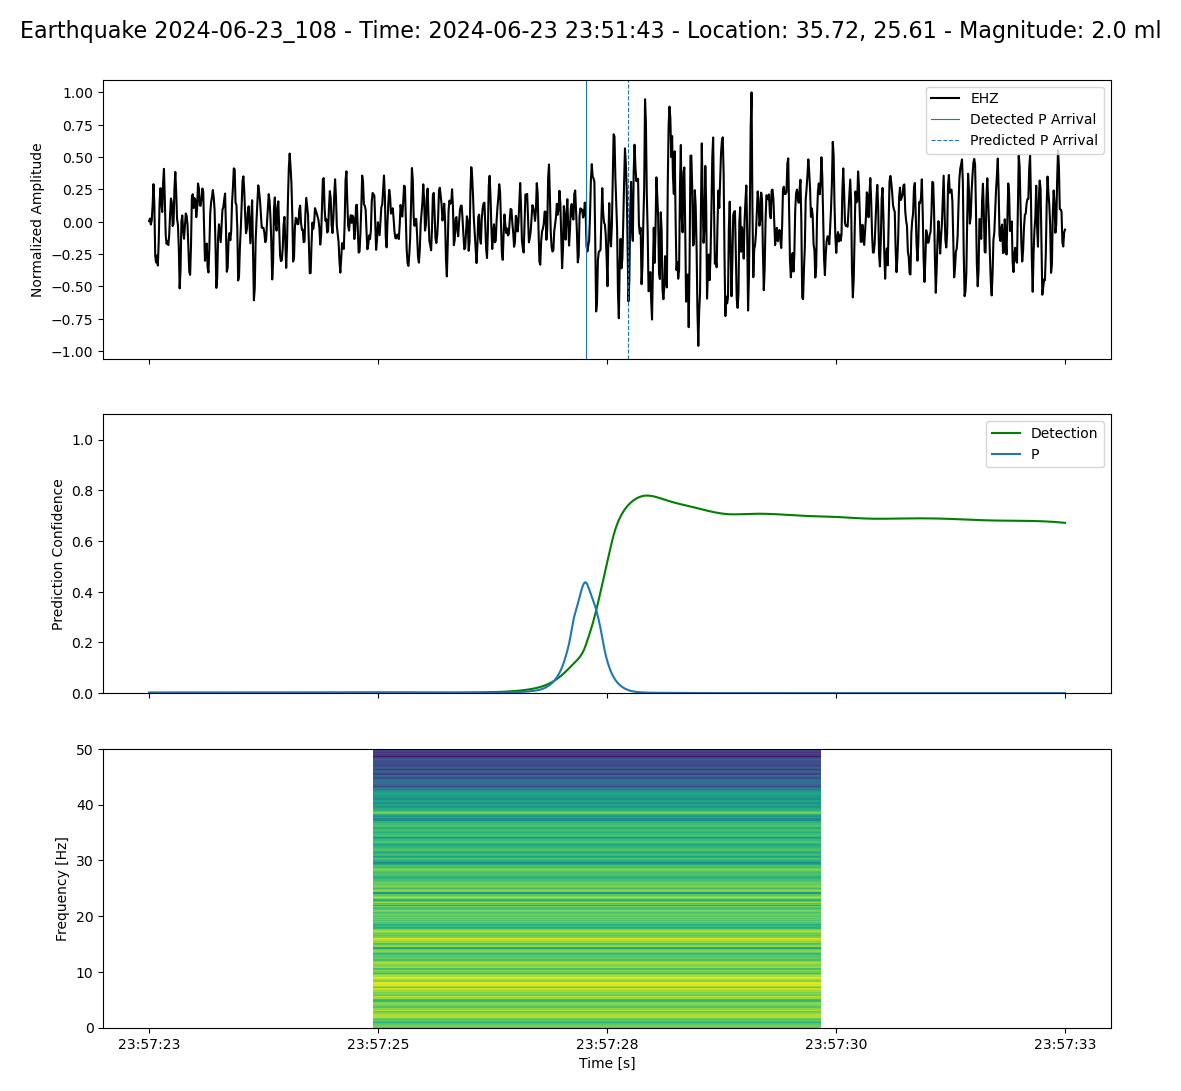 Earthquake 2024-06-23_108 - Time: 2024-06-23 23:51:43 - Location: 35.72, 25.61 - Magnitude: 2.0 ml
1.00
0.75
0.50
0.25
0.00
−0.25
−0.50
−0.75
−1.00
Normalized Amplitude
EHZ
Detected P Arrival
Predicted P Arrival
1.0
0.8
0.6
0.4
0.2
0.0
Prediction Confidence
Detection
P
50
40
30
20
10
0
Frequency [Hz]
23:57:23 23:57:25 23:57:28 23:57:30 23:57:33
Time [s]